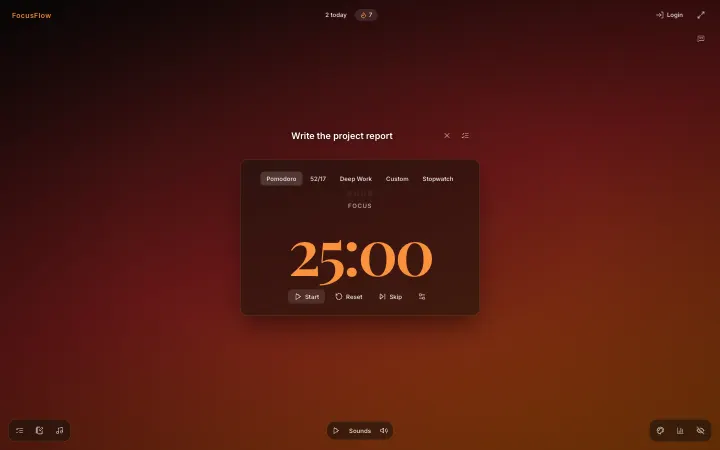 FocusFlow
2 today
7
Login
Write the project report
Pomodoro
52/17
Deep Work
Custom
Stopwatch
FOCUS
25:00
Start
Reset
Skip
Sounds